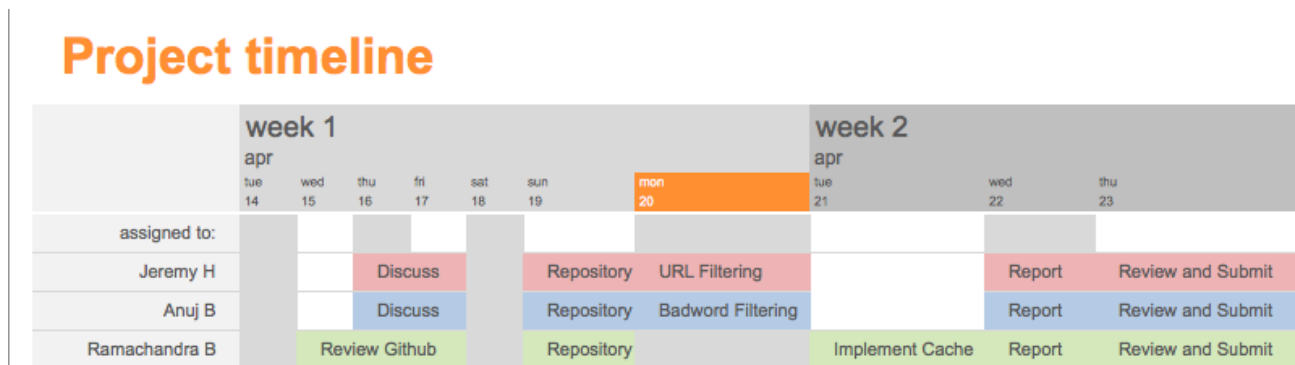 Project timeline
week 1 week 2
apr apr
tue wed thu fri sat sun mon tue wed thu
14 15 16 17 18 19 20 21 22 23
assigned to:
Jeremy H Discuss Repository URL Filtering Report Review and Submit
Anuj B Discuss Repository Badword Filtering Report Review and Submit
Ramachandra B Review Github Repository Implement Cache Report Review and Submit